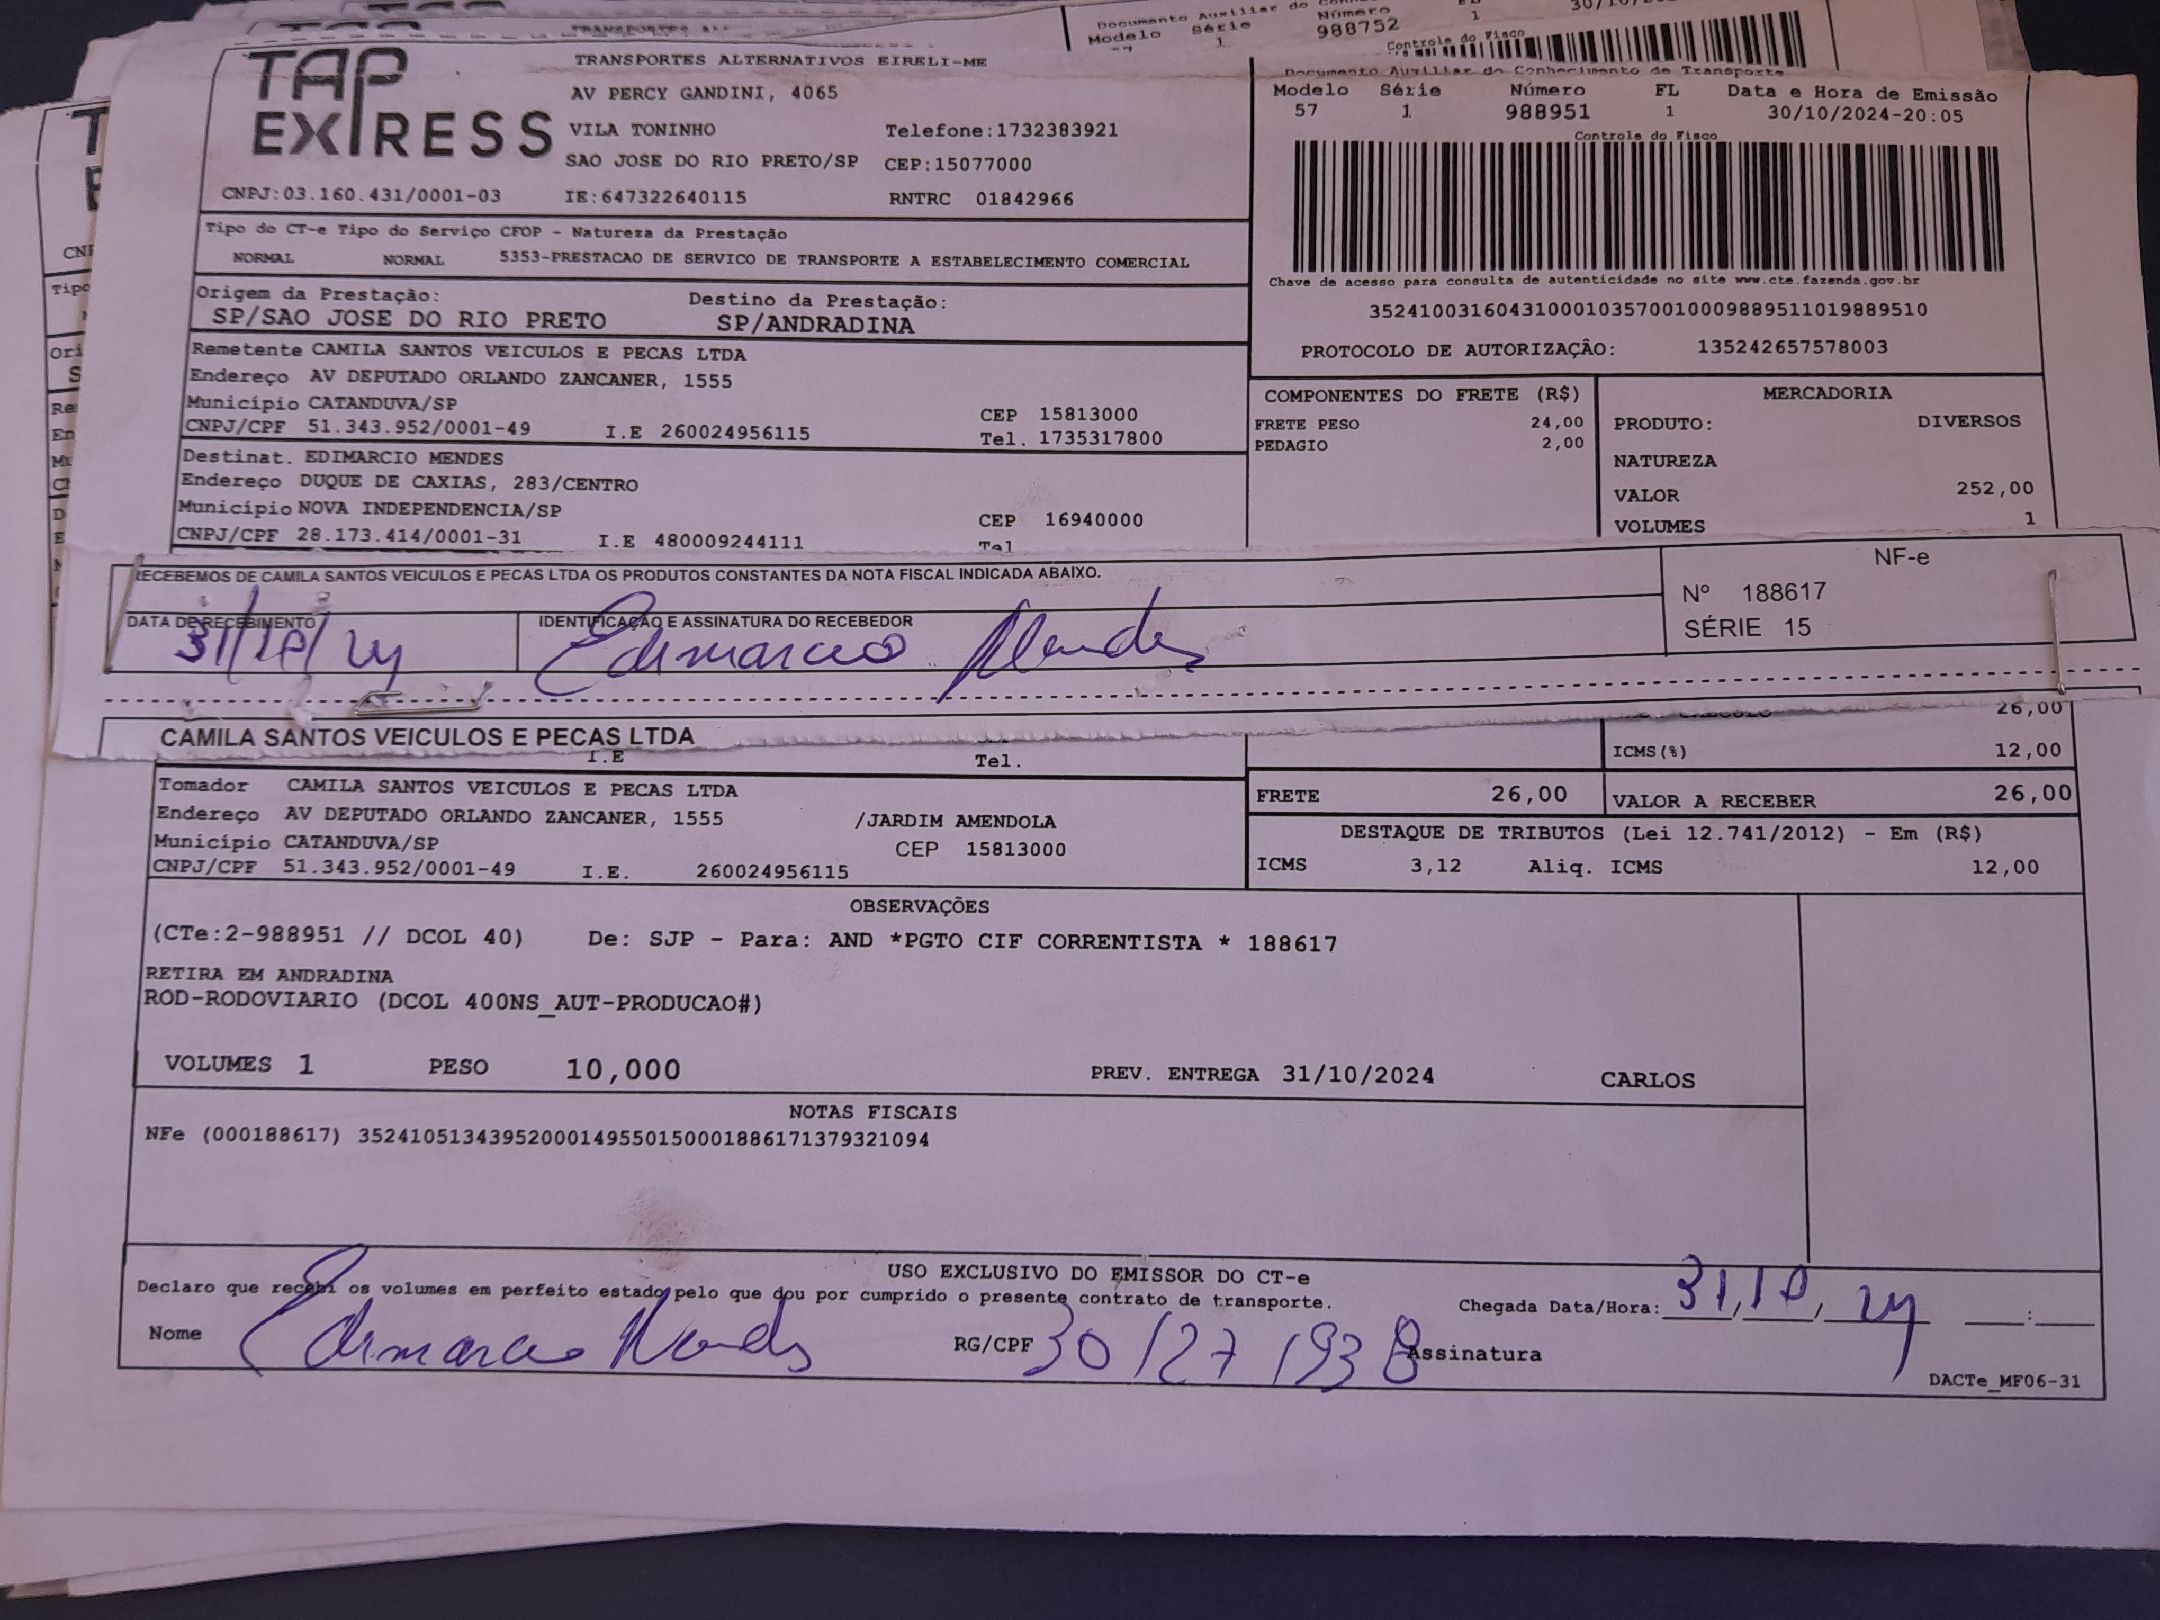 Documento Auxiliar do
Modelo Série Número
1 988752 1
Controle do Fisco
TAP EXPRESS
TRANSPORTES ALTERNATIVOS EIRELI-ME
AV PERCY GANDINI, 4065
VILA TONINHO Telefone:1732383921
SAO JOSE DO RIO PRETO/SP CEP:15077000
CNPJ:03.160.431/0001-03 IE:647322640115 RNTRC 01842966
Documento Auxiliar do Conhecimento de Transporte
Modelo Série Número FL Data e Hora de Emissão
57 1 988951 1 30/10/2024-20:05
Controle do Fisco
Chave de acesso para consulta de autenticidade no site www.cte.fazenda.gov.br
35241003160431000103570010009889511019889510
PROTOCOLO DE AUTORIZAÇÃO: 135242657578003
Tipo do CT-e Tipo do Serviço CFOP - Natureza da Prestação
NORMAL NORMAL 5353-PRESTACAO DE SERVICO DE TRANSPORTE A ESTABELECIMENTO COMERCIAL
Origem da Prestação: Destino da Prestação:
SP/SAO JOSE DO RIO PRETO SP/ANDRADINA
Remetente CAMILA SANTOS VEICULOS E PECAS LTDA
Endereço AV DEPUTADO ORLANDO ZANCANER, 1555
Município CATANDUVA/SP CEP 15813000
CNPJ/CPF 51.343.952/0001-49 I.E 260024956115 Tel. 1735317800
Destinat. EDIMARCIO MENDES
Endereço DUQUE DE CAXIAS, 283/CENTRO
Município NOVA INDEPENDENCIA/SP CEP 16940000
CNPJ/CPF 28.173.414/0001-31 I.E 480009244111 Tel
COMPONENTES DO FRETE (R$)
FRETE PESO 24,00
PEDAGIO 2,00
MERCADORIA
PRODUTO: DIVERSOS
NATUREZA
VALOR 252,00
VOLUMES 1
RECEBEMOS DE CAMILA SANTOS VEICULOS E PECAS LTDA OS PRODUTOS CONSTANTES DA NOTA FISCAL INDICADA ABAIXO.
NF-e
Nº 188617
SÉRIE 15
DATA DE RECEBIMENTO IDENTIFICAÇÃO E ASSINATURA DO RECEBEDOR
31/10/24 Edimarcio Mendes
CAMILA SANTOS VEICULOS E PECAS LTDA
I.E Tel.
26,00
ICMS(%) 12,00
Tomador CAMILA SANTOS VEICULOS E PECAS LTDA
Endereço AV DEPUTADO ORLANDO ZANCANER, 1555 /JARDIM AMENDOLA
Município CATANDUVA/SP CEP 15813000
CNPJ/CPF 51.343.952/0001-49 I.E. 260024956115
FRETE 26,00 VALOR A RECEBER 26,00
DESTAQUE DE TRIBUTOS (Lei 12.741/2012) - Em (R$)
ICMS 3,12 Aliq. ICMS 12,00
OBSERVAÇÕES
(CTe:2-988951 // DCOL 40) De: SJP - Para: AND *PGTO CIF CORRENTISTA * 188617
RETIRA EM ANDRADINA
ROD-RODOVIARIO (DCOL 400NS_AUT-PRODUCAO#)
VOLUMES 1 PESO 10,000 PREV. ENTREGA 31/10/2024 CARLOS
NOTAS FISCAIS
NFe (000188617) 35241051343952000149550150001886171379321094
USO EXCLUSIVO DO EMISSOR DO CT-e
Declaro que recebi os volumes em perfeito estado pelo que dou por cumprido o presente contrato de transporte. Chegada Data/Hora: 31/10/24 :
Nome Edimarcio Mendes RG/CPF 30/27/938 Assinatura
DACTe_MF06-31